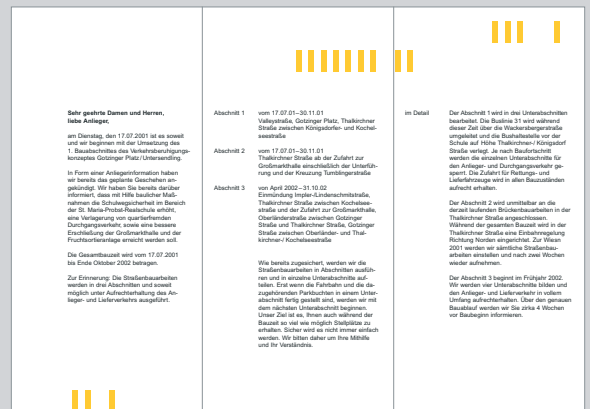 Sehr geehrte Damen und Herren,
liebe Anlieger,
am Dienstag, den 17.07.2001 ist es soweit
und wir beginnen mit der Umsetzung des
1. Bauabschnittes des Verkehrsberuhigungs-
konzeptes Gotzinger Platz / Untersendling.
In Form einer Anliegerinformation haben
wir bereits das geplante Geschehen an-
gekündigt. Wir haben Sie bereits darüber
informiert, dass mit Hilfe baulicher Maß-
nahmen die Schulwegsicherheit im Bereich
der St. Maria-Probst-Realschule erhöht,
eine Verlagerung von quartierfremden
Durchgangsverkehr, sowie eine bessere
Erschließung der Großmarkthalle und der
Fruchtsortieranlage erreicht werden soll.
Die Gesamtbauzeit wird vom 17.07.2001
bis Ende Oktober 2002 betragen.
Zur Erinnerung: Die Straßenbauarbeiten
werden in drei Abschnitten und soweit
möglich unter Aufrechterhaltung des An-
lieger- und Lieferverkehrs ausgeführt.
Abschnitt 1 vom 17.07.01–30.11.01
Valleystraße, Gotzinger Platz, Thalkirchner
Straße zwischen Königsdorfer- und Kochel-
seestraße
Abschnitt 2 vom 17.07.01–30.11.01
Thalkirchner Straße ab der Zufahrt zur
Großmarkthalle einschließlich der Unterfüh-
rung und der Kreuzung Tumblingerstraße
Abschnitt 3 von April 2002–31.10.02
Einmündung Implerstraße-/Lindenschmitstraße,
Thalkirchner Straße zwischen Kochelsee-
straße und der Zufahrt zur Großmarkthalle,
Oberländerstraße zwischen Gotzinger
Straße und Thalkirchner Straße, Gotzinger
Straße zwischen Oberländer- und Thal-
kirchner-/ Kochelseestraße
Wie bereits zugesichert, werden wir die
Straßenbauarbeiten in Abschnitten ausfüh-
ren und in einzelne Unterabschnitte auf-
teilen. Erst wenn die Fahrbahn und die da-
zugehörenden Parkbuchten in einem Unter-
abschnitt fertig gestellt sind, werden wir mit
dem nächsten Unterabschnitt beginnen.
Unser Ziel ist es, Ihnen auch während der
Bauzeit so viel wie möglich Stellplätze zu
erhalten. Sicher wird es nicht immer einfach
werden. Wir bitten daher um Ihre Mithilfe
und Ihr Verständnis.
im Detail Der Abschnitt 1 wird in drei Unterabschnitten
bearbeitet. Die Buslinie 31 wird während
dieser Zeit über die Wackersbergerstraße
umgeleitet und die Bushaltestelle vor der
Schule auf Höhe Thalkirchner-/ Königsdorf
Straße verlegt. Je nach Baufortschritt
werden die einzelnen Unterabschnitte für
den Anlieger- und Durchgangsverkehr ge-
sperrt. Die Zufahrt für Rettungs- und
Lieferfahrzeuge wird in allen Bauzuständen
aufrecht erhalten.
Der Abschnitt 2 wird unmittelbar an die
derzeit laufenden Brückenbauarbeiten in der
Thalkirchner Straße angeschlossen.
Während der gesamten Bauzeit wird in der
Thalkirchner Straße eine Einbahnregelung
Richtung Norden eingerichtet. Zur Wiesn
2001 werden wir sämtliche Straßenbau-
arbeiten einstellen und nach zwei Wochen
wieder aufnehmen.
Der Abschnitt 3 beginnt im Frühjahr 2002.
Wir werden vier Unterabschnitte bilden und
den Anlieger- und Lieferverkehr in vollem
Umfang aufrechterhalten. Über den genauen
Bauablauf werden wir Sie zirka 4 Wochen
vor Baubeginn informieren.